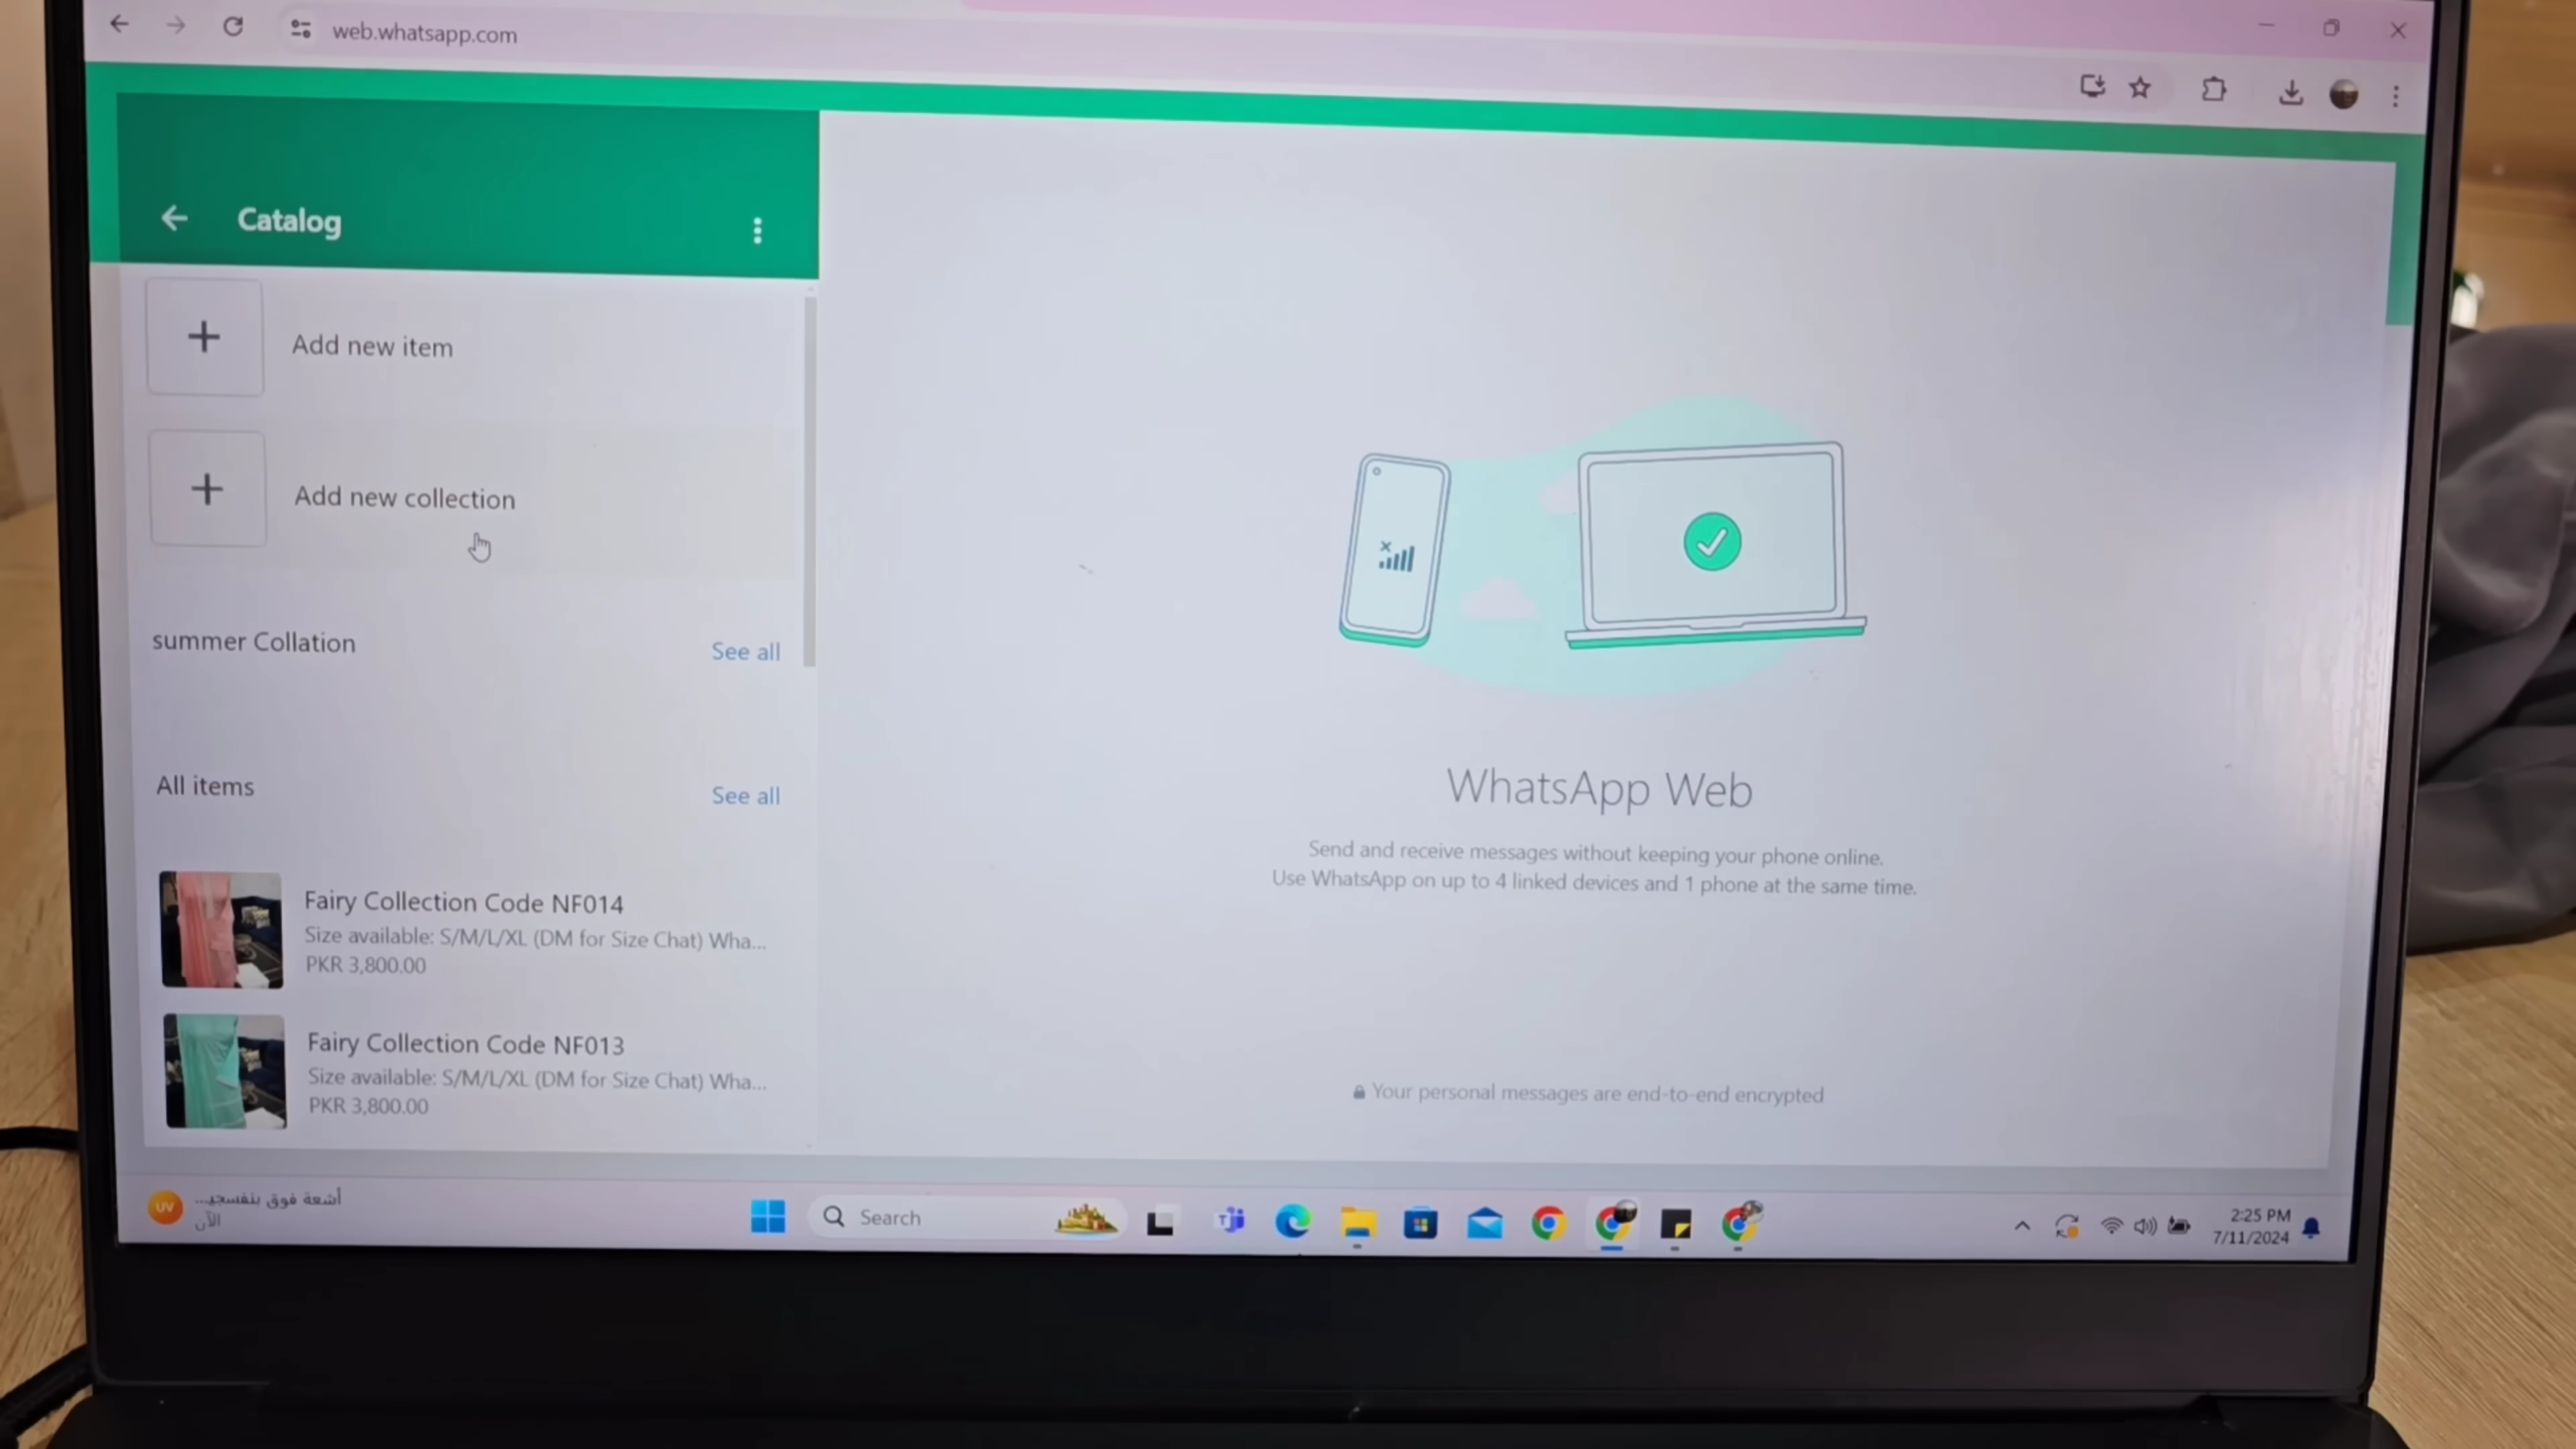 web.whatsapp.com
Catalog
Add new item
Add new collection
summer Collation
See all
All items
See all
Fairy Collection Code NF014
Size available: S/M/L/XL (DM for Size Chat) Wha...
PKR 3,800.00
Fairy Collection Code NF013
Size available: S/M/L/XL (DM for Size Chat) Wha...
PKR 3,800.00
WhatsApp Web
Send and receive messages without keeping your phone online.
Use WhatsApp on up to 4 linked devices and 1 phone at the same time.
Your personal messages are end-to-end encrypted
UV
أشعة فوق بنفسجي...
الآن
Search
2:25 PM
7/11/2024